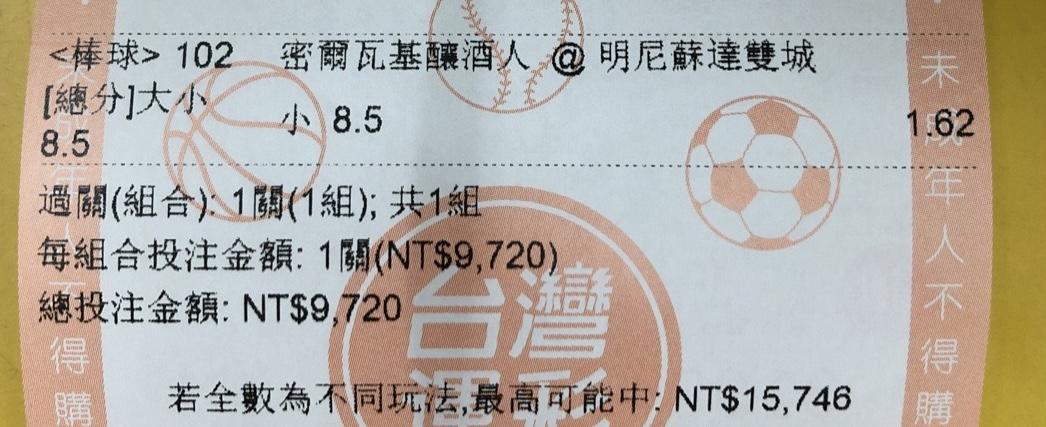 <棒球> 102 密爾瓦基釀酒人 @ 明尼蘇達雙城
[總分]大小
8.5
小 8.5
1.62
過關(組合): 1關(1組); 共1組
每組合投注金額: 1關(NT$9,720)
總投注金額: NT$9,720
若全數為不同玩法,最高可能中: NT$15,746
台灣
運彩
未成年人不得購
未成年人不得購